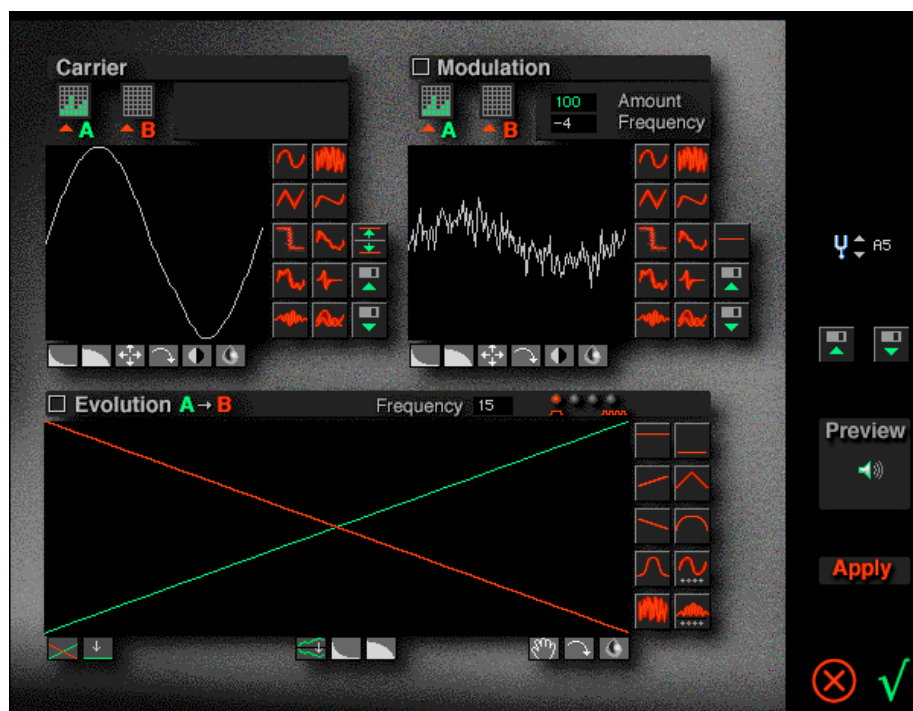 Carrier
A
B
Modulation
A
B
100 Amount
-4 Frequency
A5
Evolution A→B
Frequency 15
Preview
Apply